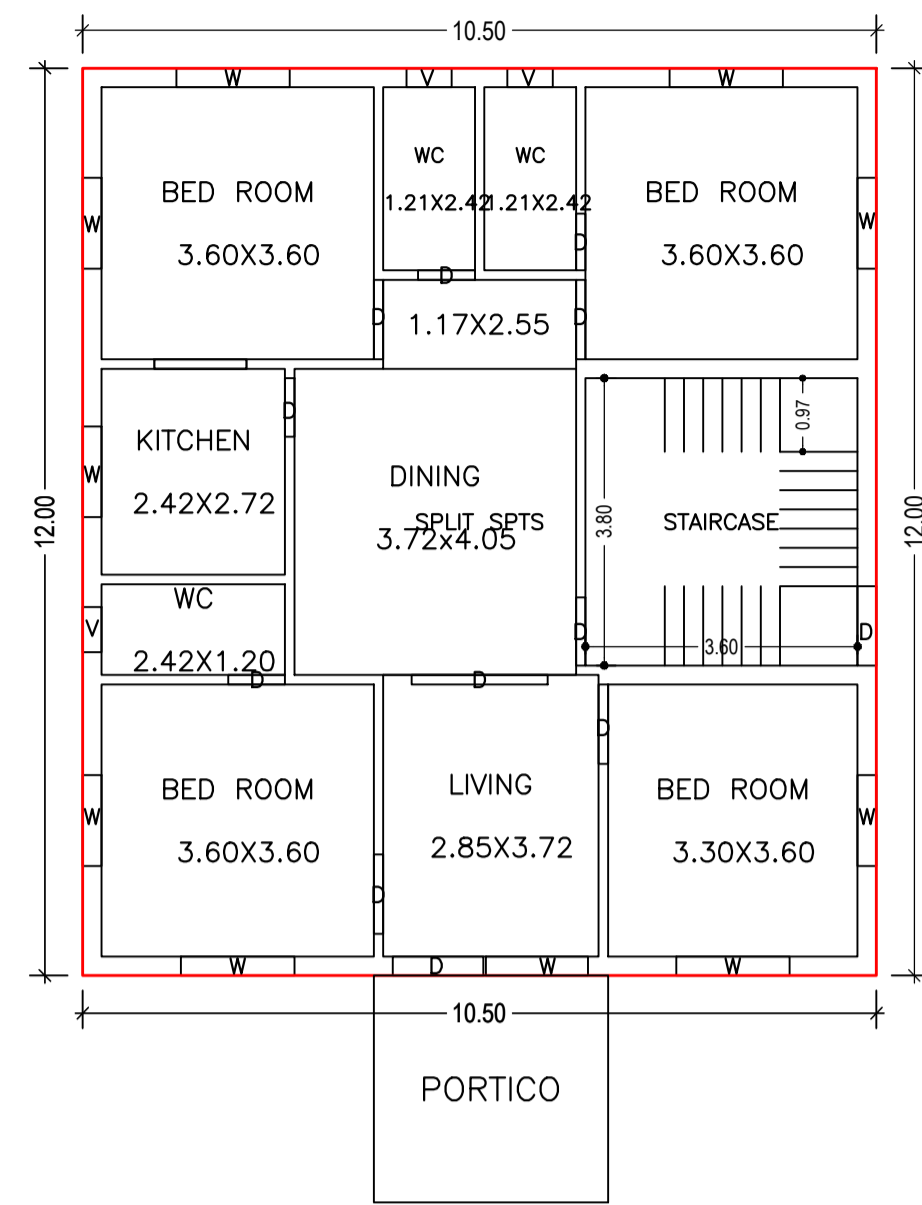 10.50
W V V W
WC WC
BED ROOM BED ROOM
1.21X2.42 1.21X2.42
W W
D
3.60X3.60 3.60X3.60
D
D D
1.17X2.55
0.97
D
KITCHEN
DINING
W
2.42X2.72
12.00 SPLIT SPTS 3.80 STAIRCASE 12.00
3.72x4.05
WC
V D D
3.60
2.42X1.20
D D
D
LIVING
BED ROOM BED ROOM
W W
2.85X3.72
3.60X3.60 3.30X3.60
D
W D W W
10.50
PORTICO